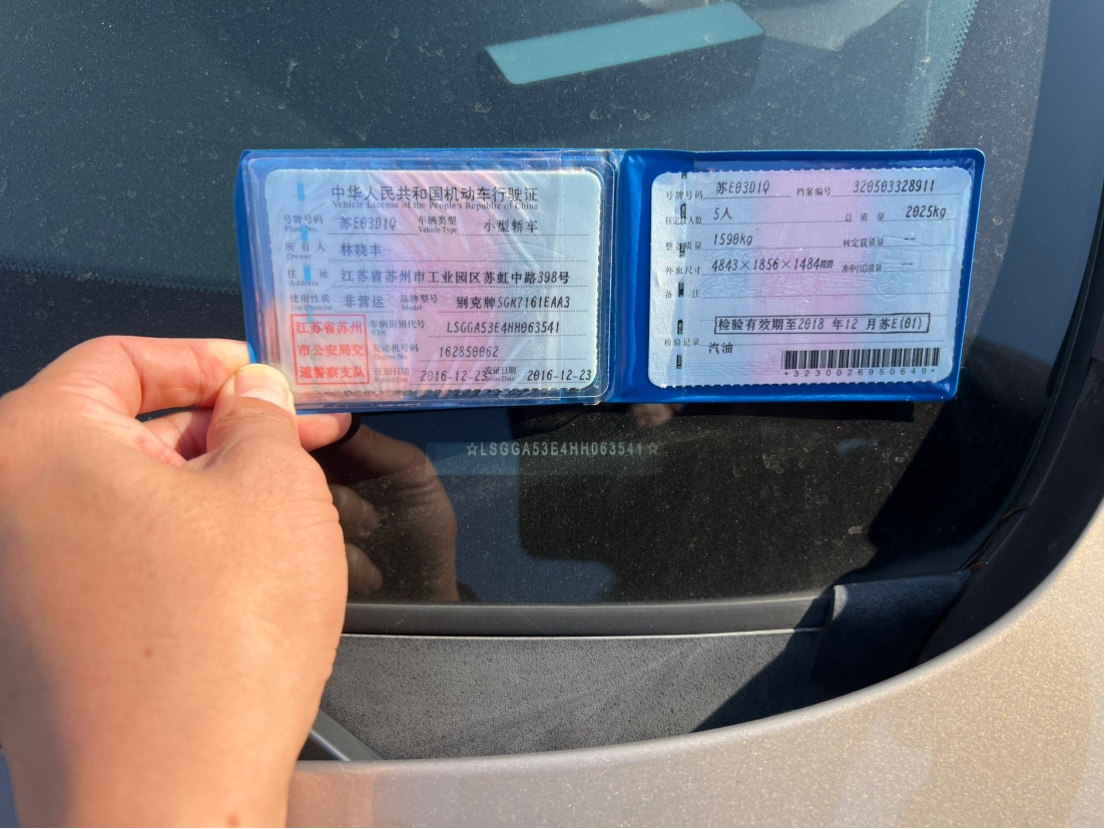 中华人民共和国机动车行驶证
Vehicle License of the People's Republic of China
号牌号码 苏E03D1Q 车辆类型 小型轿车
Plate No. Vehicle Type
所有人 林晓丰
Owner
住址 江苏省苏州市工业园区苏虹中路398号
Address
使用性质 非营运 品牌型号 别克牌SGM7161EAA3
Use Character Model
江苏省苏州
市公安局交
通警察支队
车辆识别代号 LSGGA53E4HH063541
VIN
发动机号码 162850062
Engine No.
注册日期 2016-12-23 发证日期 2016-12-23
Issue Date
号牌号码 苏E03D1Q 档案编号 320503328911
核定载人数 5人 总质量 2025kg
整备质量 1590kg 核定载质量 --
外廓尺寸 4843×1856×1484mm 准牵引总质量 --
备注
检验有效期至2018 年12 月苏E(01)
检验记录
汽油
*3230026950649*
☆LSGGA53E4HH063541☆